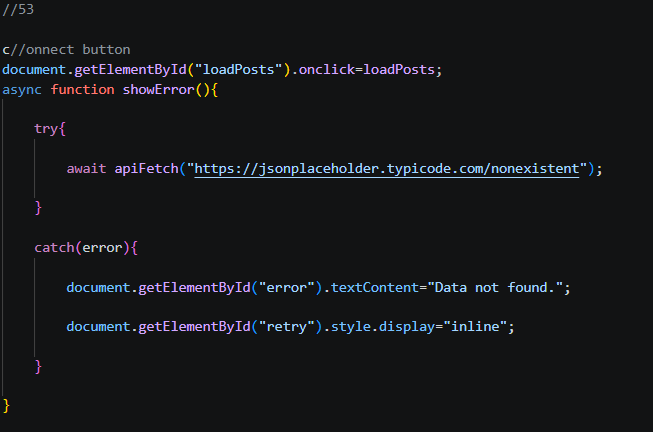 //53
c//onnect button
document.getElementById("loadPosts").onclick=loadPosts;
async function showError(){
try{
await apiFetch("https://jsonplaceholder.typicode.com/nonexistent");
}
catch(error){
document.getElementById("error").textContent="Data not found.";
document.getElementById("retry").style.display="inline";
}
}